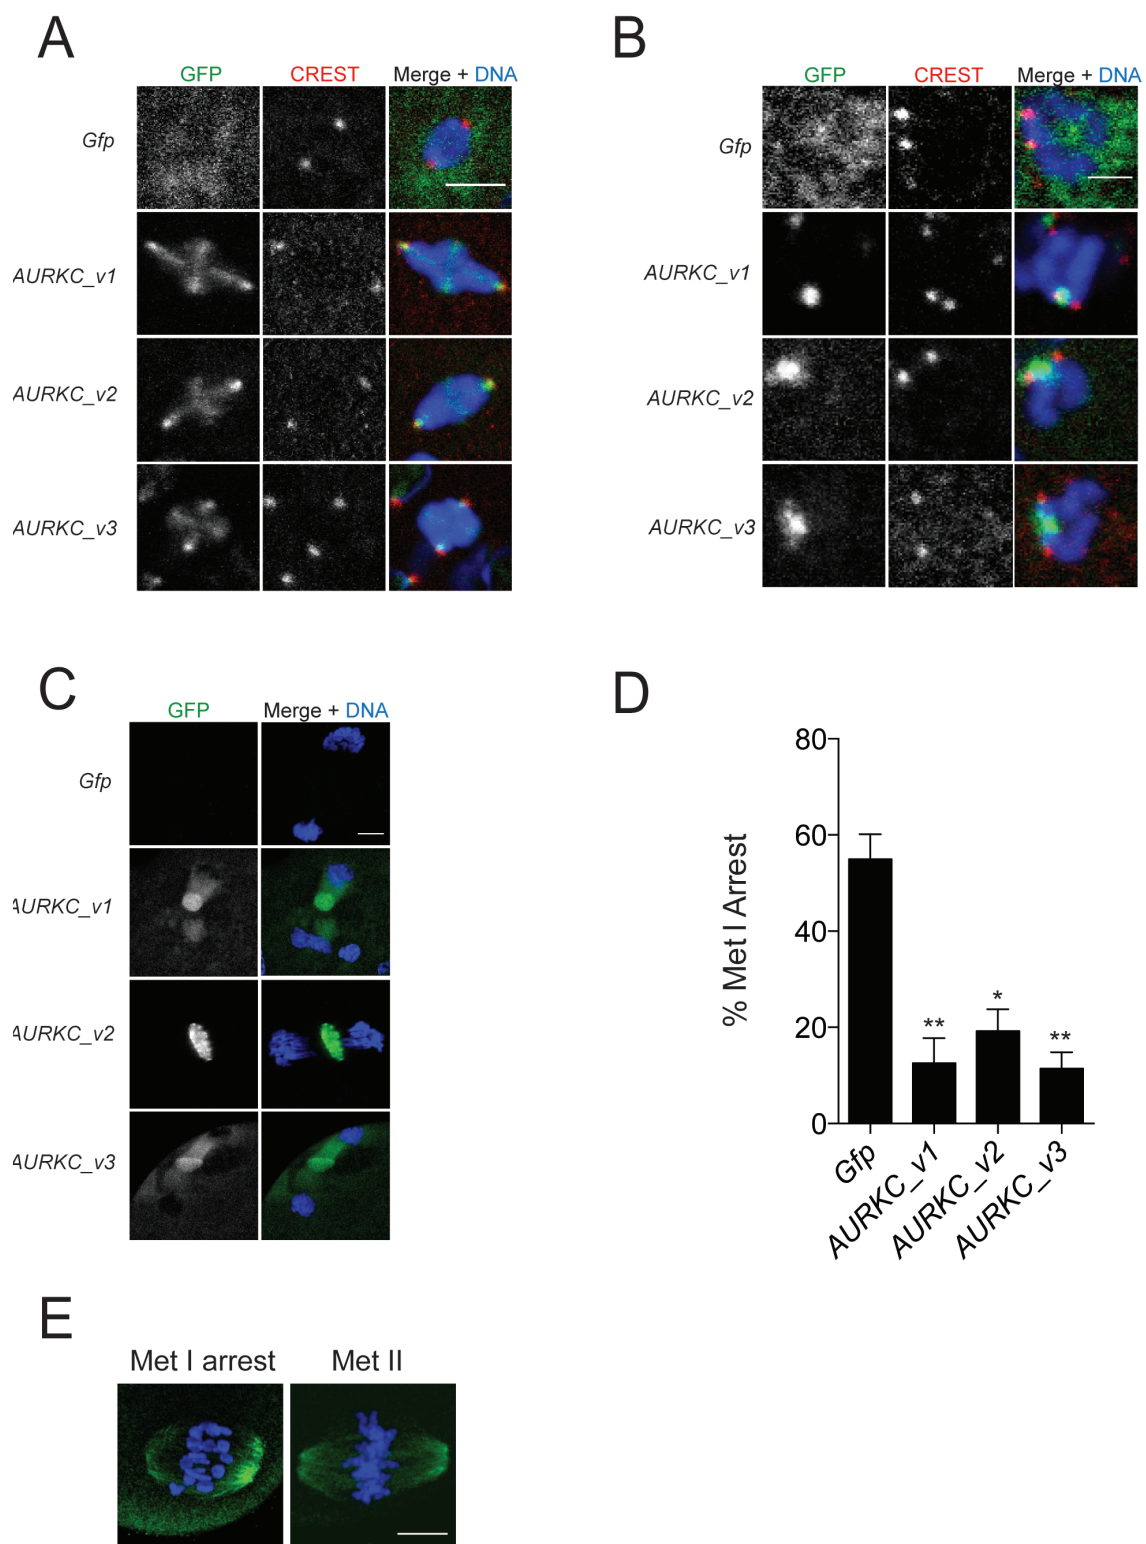 A
GFP CREST Merge + DNA
Gfp
AURKC_v1
AURKC_v2
AURKC_v3
B
GFP CREST Merge + DNA
Gfp
AURKC_v1
AURKC_v2
AURKC_v3
C
GFP Merge + DNA
Gfp
AURKC_v1
AURKC_v2
AURKC_v3
D
% Met I Arrest
80
60
40
20
0
**
*
**
Gfp
AURKC_v1
AURKC_v2
AURKC_v3
E
Met I arrest Met II